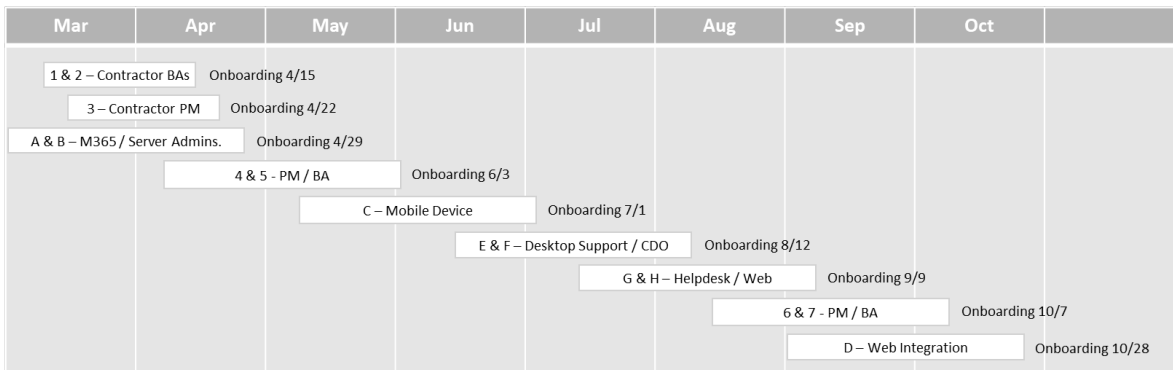 Mar Apr May Jun Jul Aug Sep Oct
1 & 2 – Contractor BAs Onboarding 4/15
3 – Contractor PM Onboarding 4/22
A & B – M365 / Server Admins. Onboarding 4/29
4 & 5 - PM / BA Onboarding 6/3
C – Mobile Device Onboarding 7/1
E & F – Desktop Support / CDO Onboarding 8/12
G & H – Helpdesk / Web Onboarding 9/9
6 & 7 - PM / BA Onboarding 10/7
D – Web Integration Onboarding 10/28